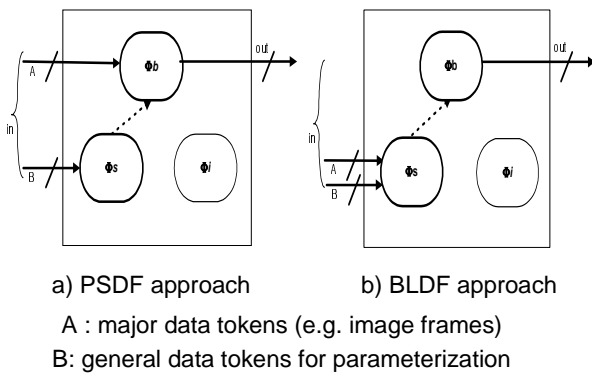 A
Φb
out
in
B
Φs
Φi
Φb
out
in
A
B
Φs
Φi
a) PSDF approach
b) BLDF approach
A : major data tokens (e.g. image frames)
B: general data tokens for parameterization